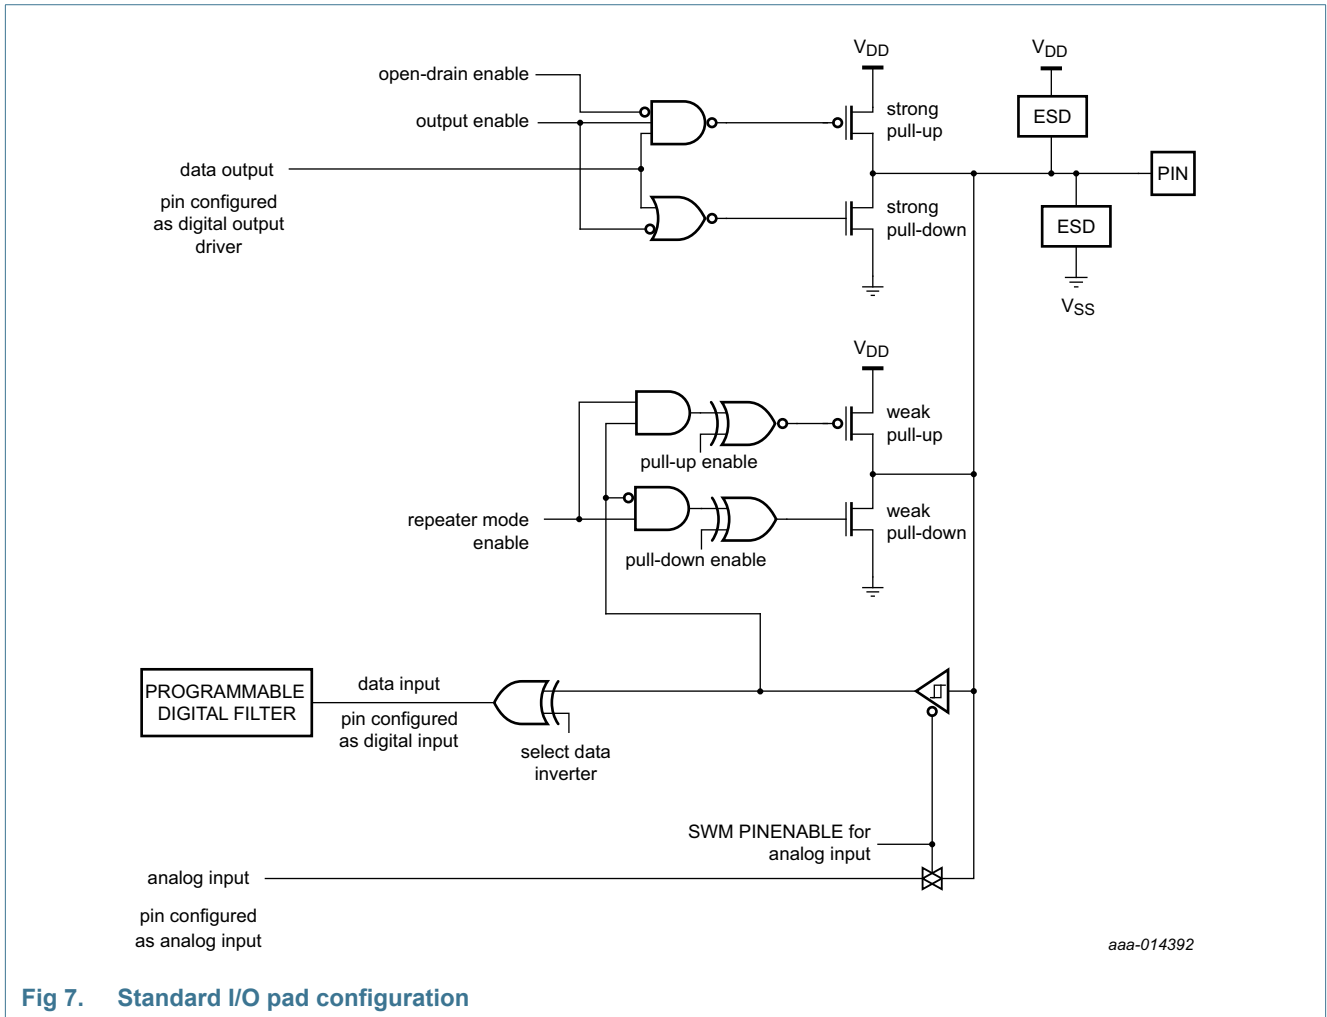 VDD
VDD
open-drain enable
strong
pull-up
ESD
output enable
data output
PIN
pin configured
as digital output
driver
strong
pull-down
ESD
VSS
VDD
weak
pull-up
pull-up enable
repeater mode
enable
weak
pull-down
pull-down enable
PROGRAMMABLE
DIGITAL FILTER
data input
pin configured
as digital input
select data
inverter
SWM PINENABLE for
analog input
analog input
pin configured
as analog input
aaa-014392
Fig 7. Standard I/O pad configuration